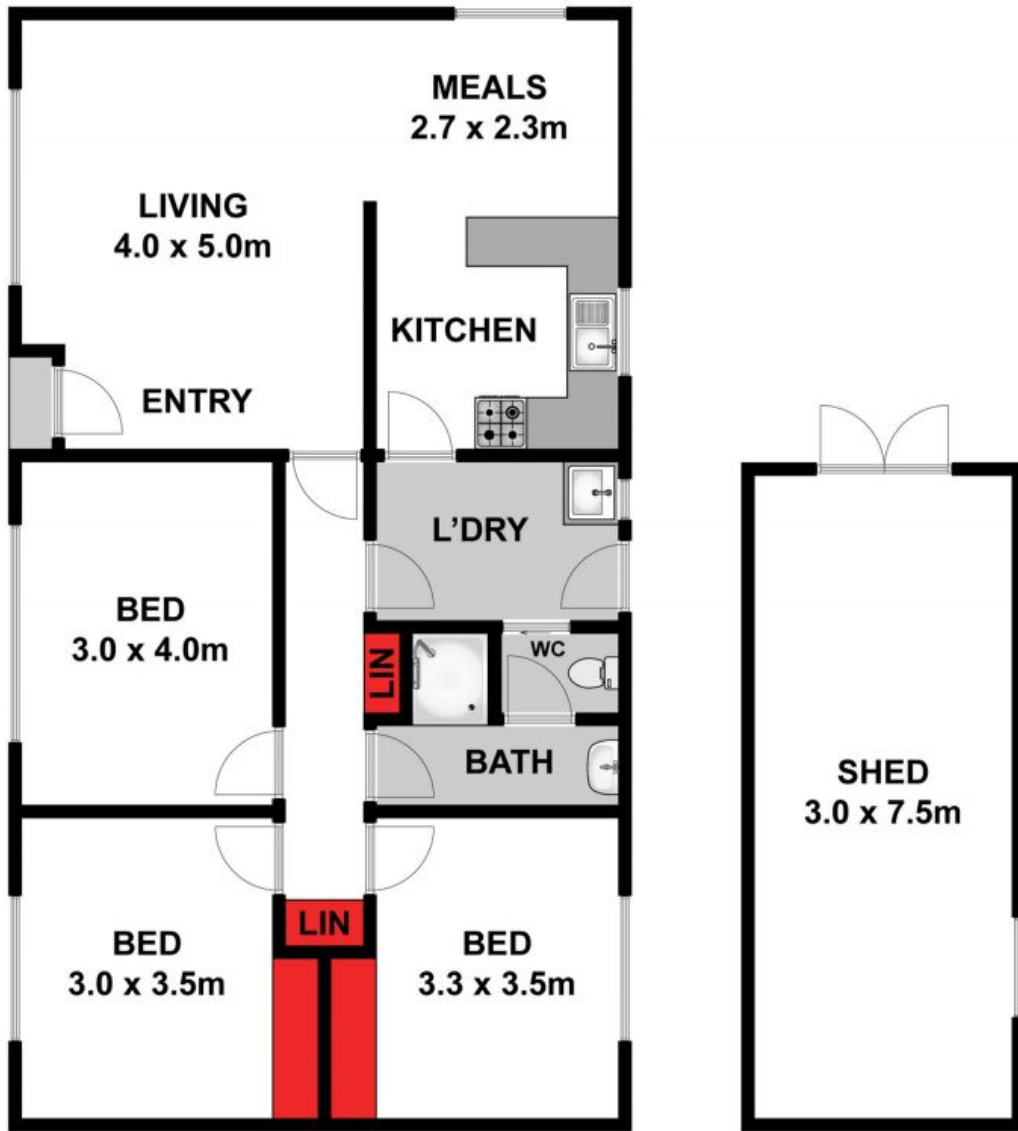 MEALS
2.7 x 2.3m
LIVING
4.0 x 5.0m
KITCHEN
ENTRY
L'DRY
BED
3.0 x 4.0m
LIN
WC
BATH
SHED
3.0 x 7.5m
LIN
BED
3.0 x 3.5m
BED
3.3 x 3.5m